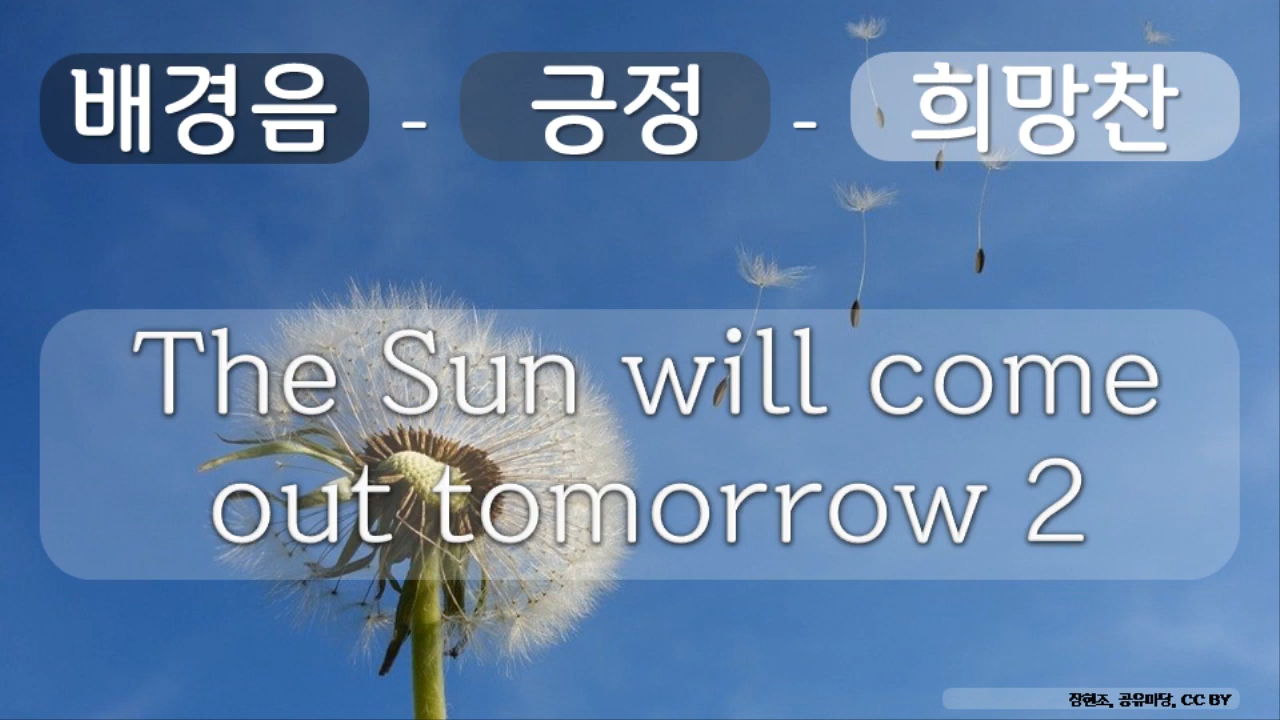 배경음 - 긍정 - 희망찬
The Sun will come
out tomorrow 2
장현조, 공유마당, CC BY